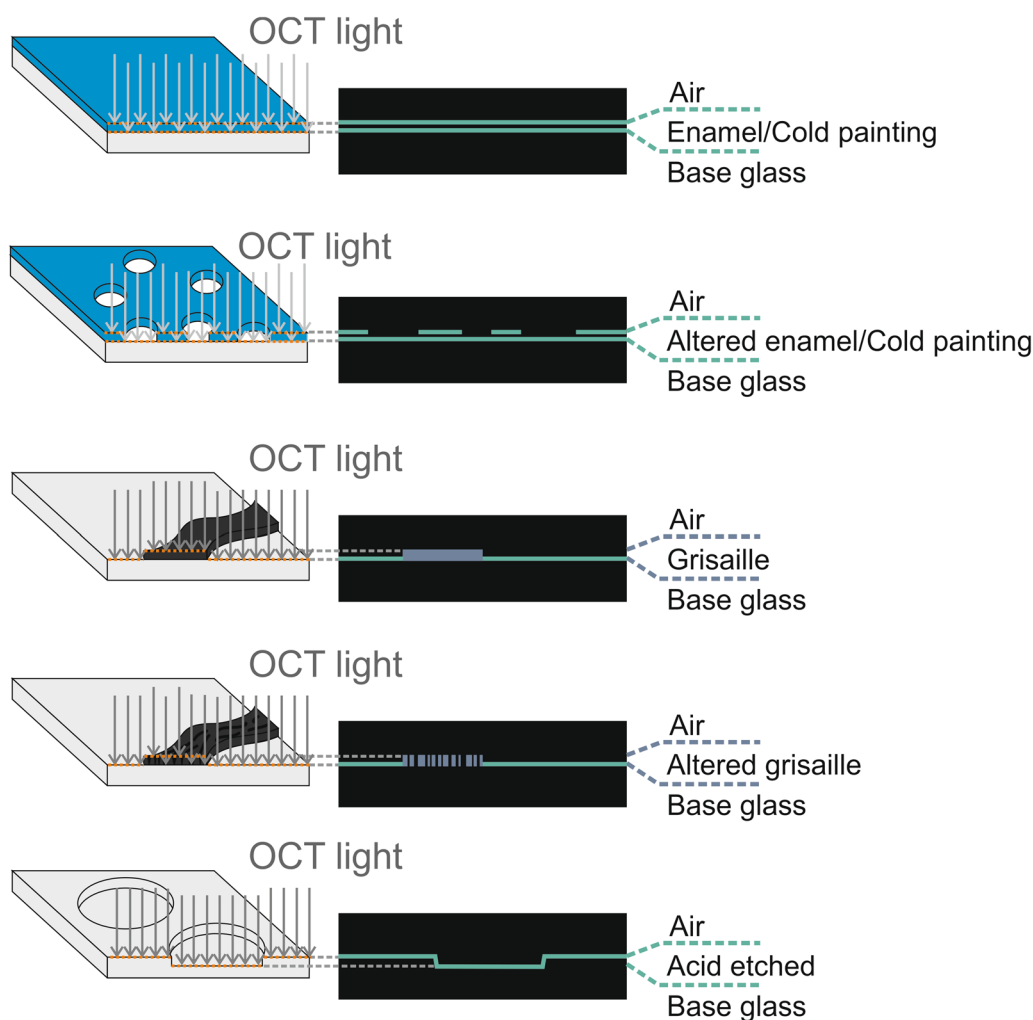 OCT light
Air
Enamel/Cold painting
Base glass
OCT light
Air
Altered enamel/Cold painting
Base glass
OCT light
Air
Grisaille
Base glass
OCT light
Air
Altered grisaille
Base glass
OCT light
Air
Acid etched
Base glass